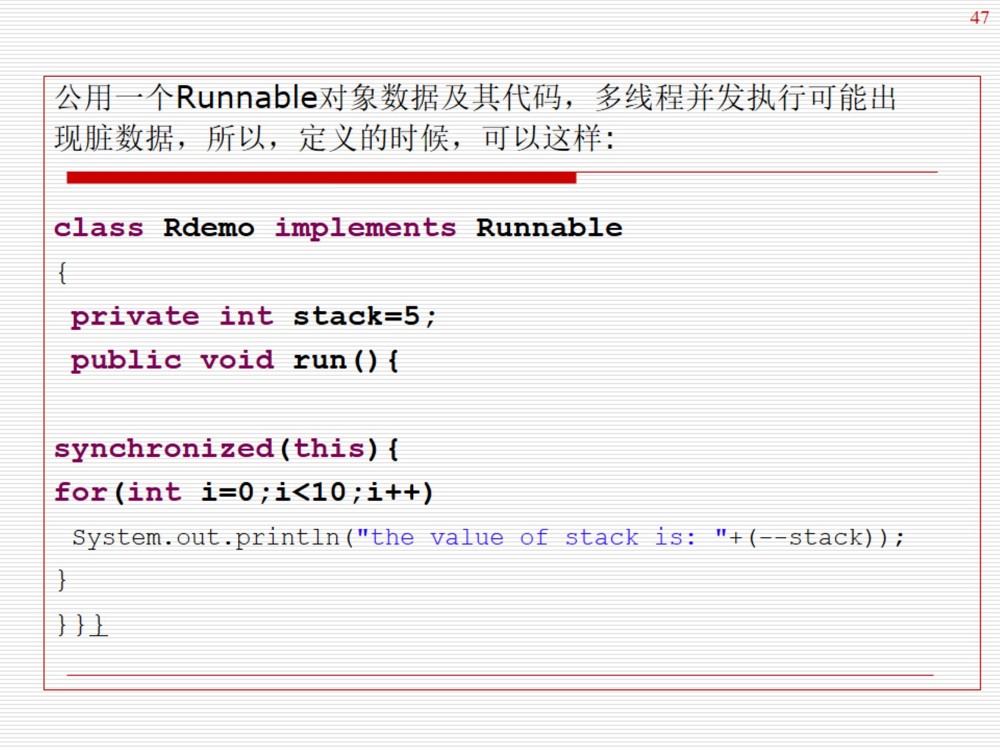 47
公用一个Runnable对象数据及其代码，多线程并发执行可能出
现脏数据，所以，定义的时候，可以这样:
class Rdemo implements Runnable
{
private int stack=5;
public void run(){
synchronized(this){
for(int i=0;i<10;i++)
System.out.println("the value of stack is: "+(--stack));
}
}}}